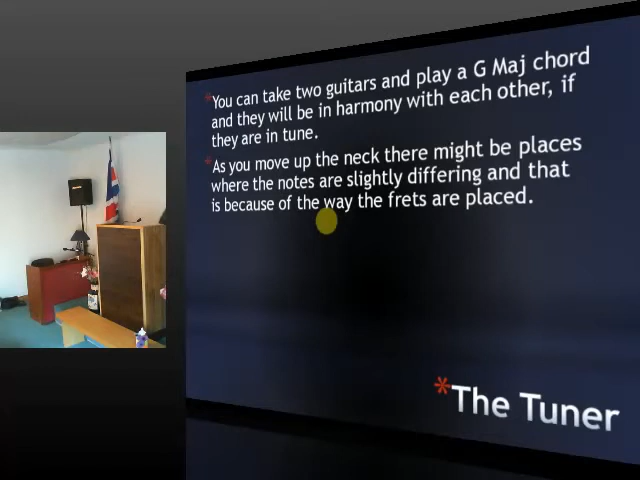 *You can take two guitars and play a G Maj chord
and they will be in harmony with each other, if
they are in tune.
*As you move up the neck there might be places
where the notes are slightly differing and that
is because of the way the frets are placed.
*The Tuner